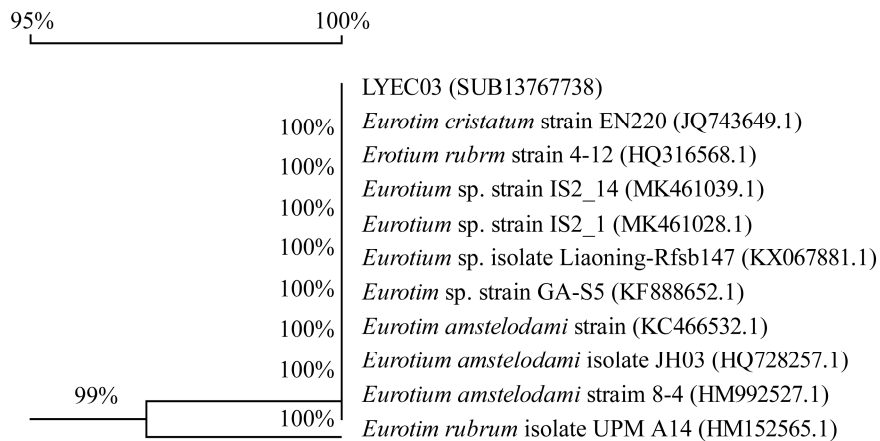 95% 100%
LYEC03 (SUB13767738)
100%
Eurotim cristatum strain EN220 (JQ743649.1)
100%
Erotium rubrm strain 4-12 (HQ316568.1)
100%
Eurotium sp. strain IS2_14 (MK461039.1)
100%
Eurotium sp. strain IS2_1 (MK461028.1)
100%
Eurotium sp. isolate Liaoning-Rfsb147 (KX067881.1)
100%
Eurotim sp. strain GA-S5 (KF888652.1)
100%
Eurotim amstelodami strain (KC466532.1)
100%
Eurotium amstelodami isolate JH03 (HQ728257.1)
99%
Eurotium amstelodami straim 8-4 (HM992527.1)
100%
Eurotim rubrum isolate UPM A14 (HM152565.1)